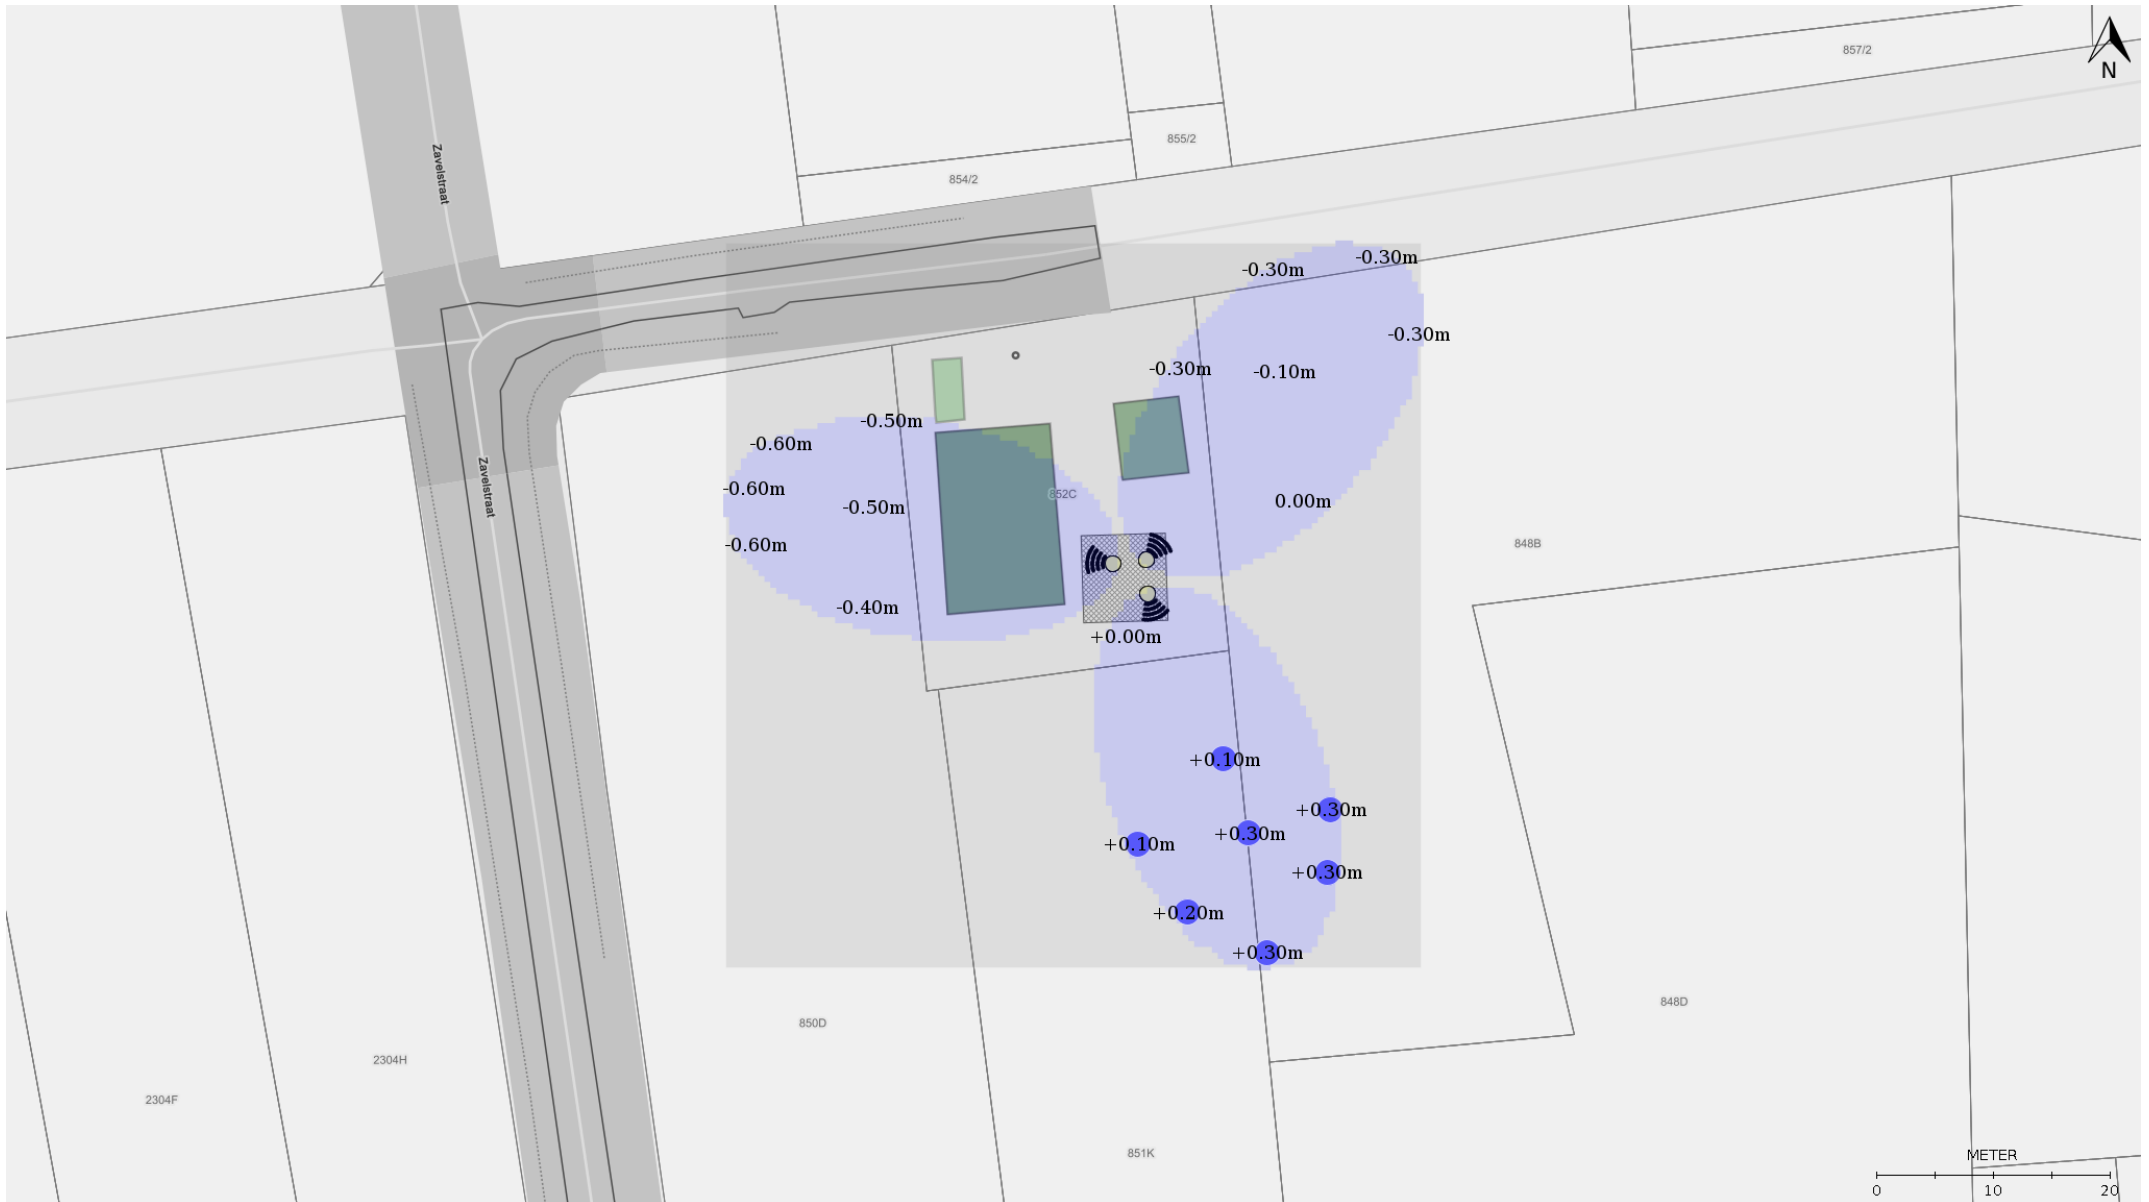 857/2
N
855/2
Zavelstraat
854/2
-0.30m
-0.30m
-0.30m
-0.30m
-0.10m
-0.50m
-0.60m
-0.60m
852C
-0.50m
0.00m
-0.60m
848B
-0.40m
+0.00m
Zavelstraat
+0.10m
+0.30m
+0.30m
+0.10m
+0.30m
+0.20m
+0.30m
848D
850D
2304H
2304F
851K
METER
0 10 20